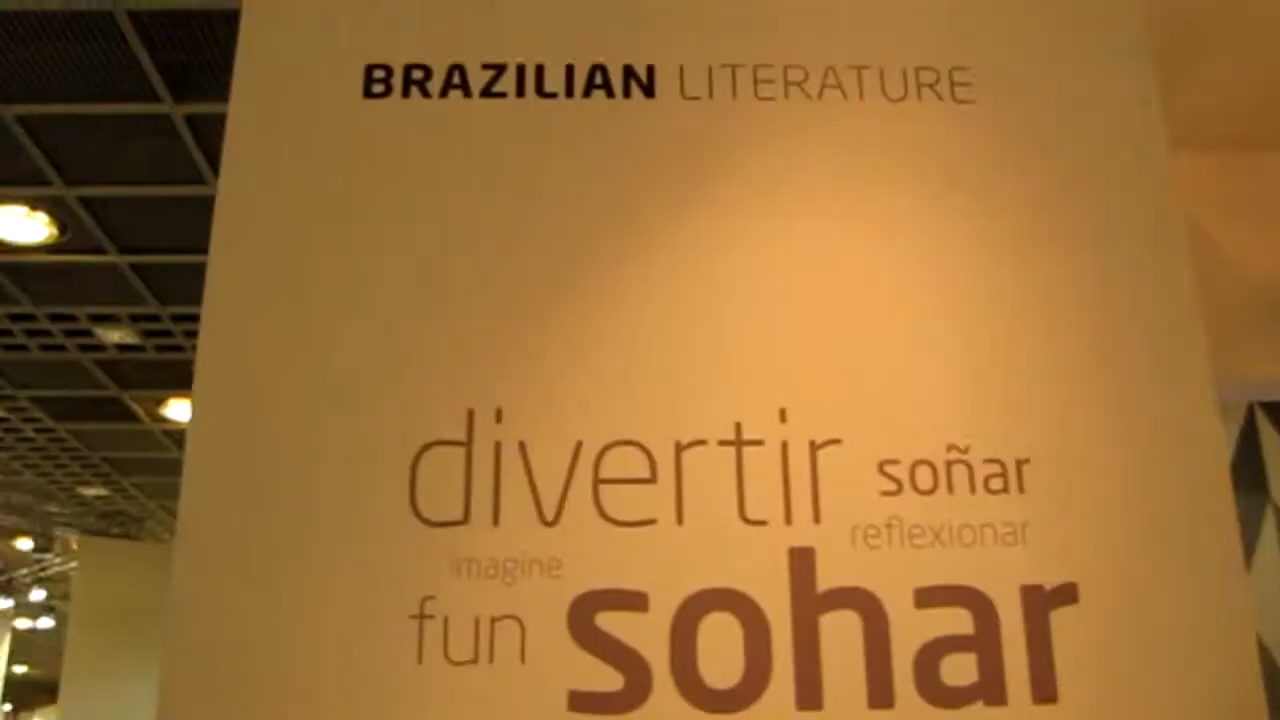 BRAZILIAN LITERATURE
divertir soñar
reflexionar
imagine
fun sohar